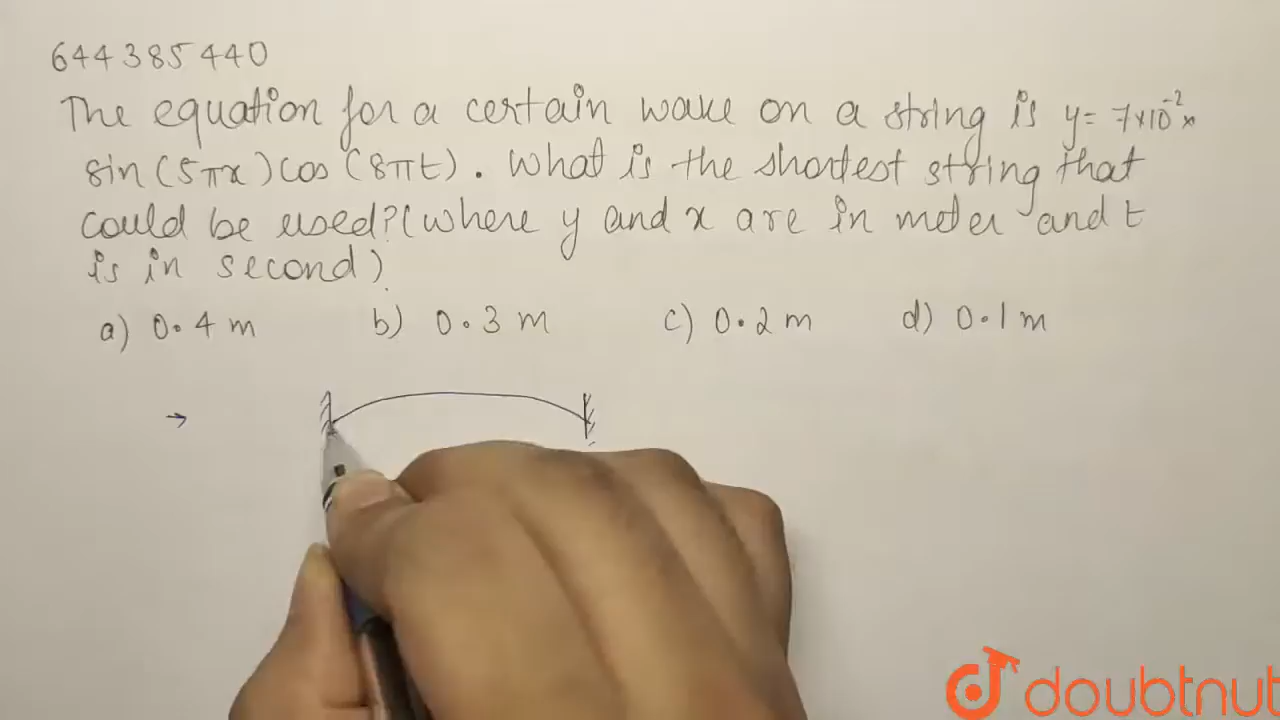 644385440
The equation for a certain wave on a string is y = 7×10⁻²×
sin(5πx)cos(8πt). What is the shortest string that
could be used? (where y and x are in meter and t
is in second)
a) 0.4 m b) 0.3 m c) 0.2 m d) 0.1 m
→
doubtnut